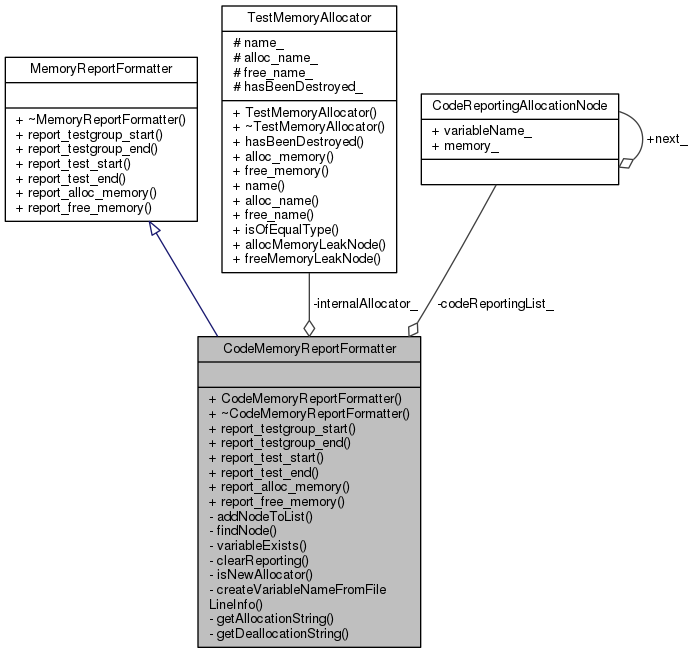 TestMemoryAllocator
# name_
# alloc_name_
# free_name_
# hasBeenDestroyed_
+ TestMemoryAllocator()
+ ~TestMemoryAllocator()
+ hasBeenDestroyed()
+ alloc_memory()
+ free_memory()
+ name()
+ alloc_name()
+ free_name()
+ isOfEqualType()
+ allocMemoryLeakNode()
+ freeMemoryLeakNode()
MemoryReportFormatter
+ ~MemoryReportFormatter()
+ report_testgroup_start()
+ report_testgroup_end()
+ report_test_start()
+ report_test_end()
+ report_alloc_memory()
+ report_free_memory()
CodeReportingAllocationNode
+ variableName_
+ memory_
+next_
-internalAllocator_
-codeReportingList_
CodeMemoryReportFormatter
+ CodeMemoryReportFormatter()
+ ~CodeMemoryReportFormatter()
+ report_testgroup_start()
+ report_testgroup_end()
+ report_test_start()
+ report_test_end()
+ report_alloc_memory()
+ report_free_memory()
- addNodeToList()
- findNode()
- variableExists()
- clearReporting()
- isNewAllocator()
- createVariableNameFromFile
LineInfo()
- getAllocationString()
- getDeallocationString()